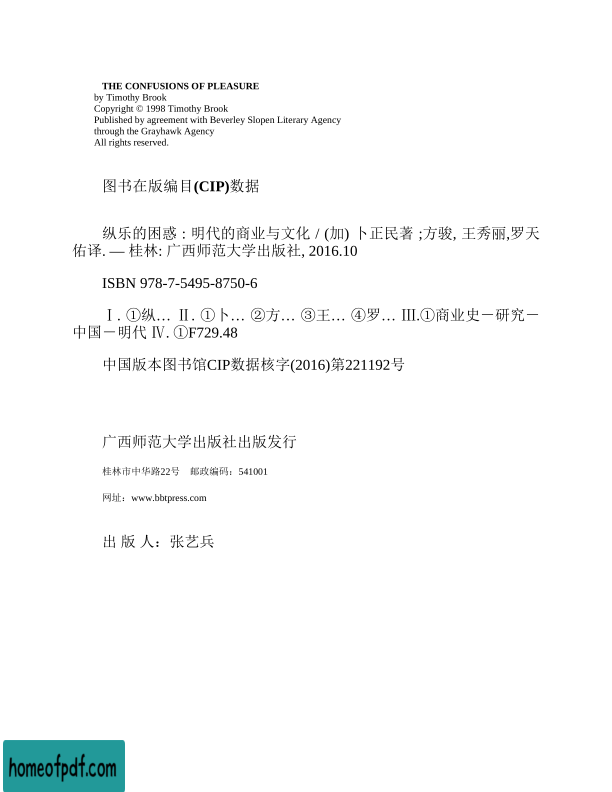 THE CONFUSIONS OF PLEASURE
by Timothy Brook
Copyright © 1998 Timothy Brook
Published by agreement with Beverley Slopen Literary Agency
through the Grayhawk Agency
All rights reserved.
图书在版编目(CIP)数据
纵乐的困惑 : 明代的商业与文化 / (加) 卜正民著 ;方骏, 王秀丽,罗天
佑译. — 桂林: 广西师范大学出版社, 2016.10
ISBN 978-7-5495-8750-6
Ⅰ. ①纵… Ⅱ. ①卜… ②方… ③王… ④罗… Ⅲ.①商业史－研究－
中国－明代 Ⅳ. ①F729.48
中国版本图书馆CIP数据核字(2016)第221192号
广西师范大学出版社出版发行
桂林市中华路22号 邮政编码：541001
网址：www.bbtpress.com
出 版 人：张艺兵
homeofpdf.com